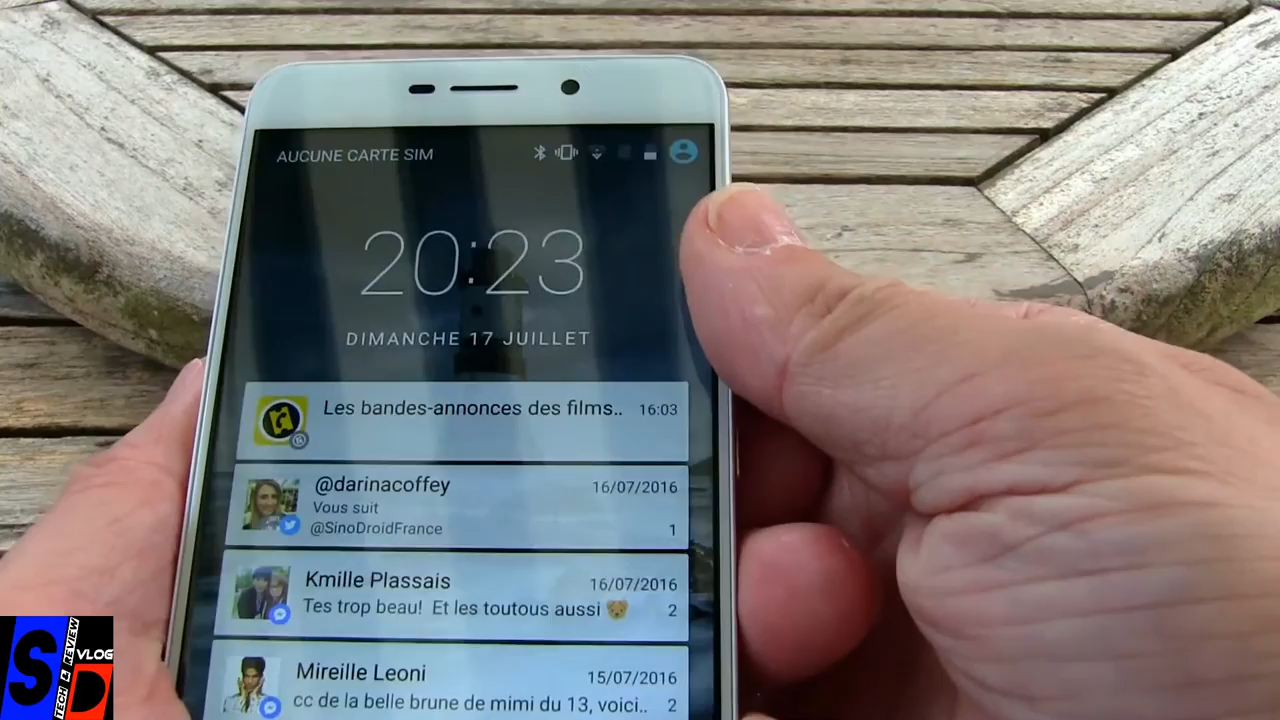 AUCUNE CARTE SIM
20:23
DIMANCHE 17 JUILLET
Les bandes-annonces des films.. 16:03
@darinacoffey 16/07/2016
Vous suit
@SinoDroidFrance 1
Kmille Plassais 16/07/2016
Tes trop beau! Et les toutous aussi 🐶 2
Mireille Leoni 15/07/2016
cc de la belle brune de mimi du 13, voici.. 2
SD
TECH & REVIEW
VLOG